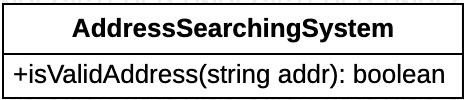 AddressSearchingSystem
+isValidAddress(string addr): boolean